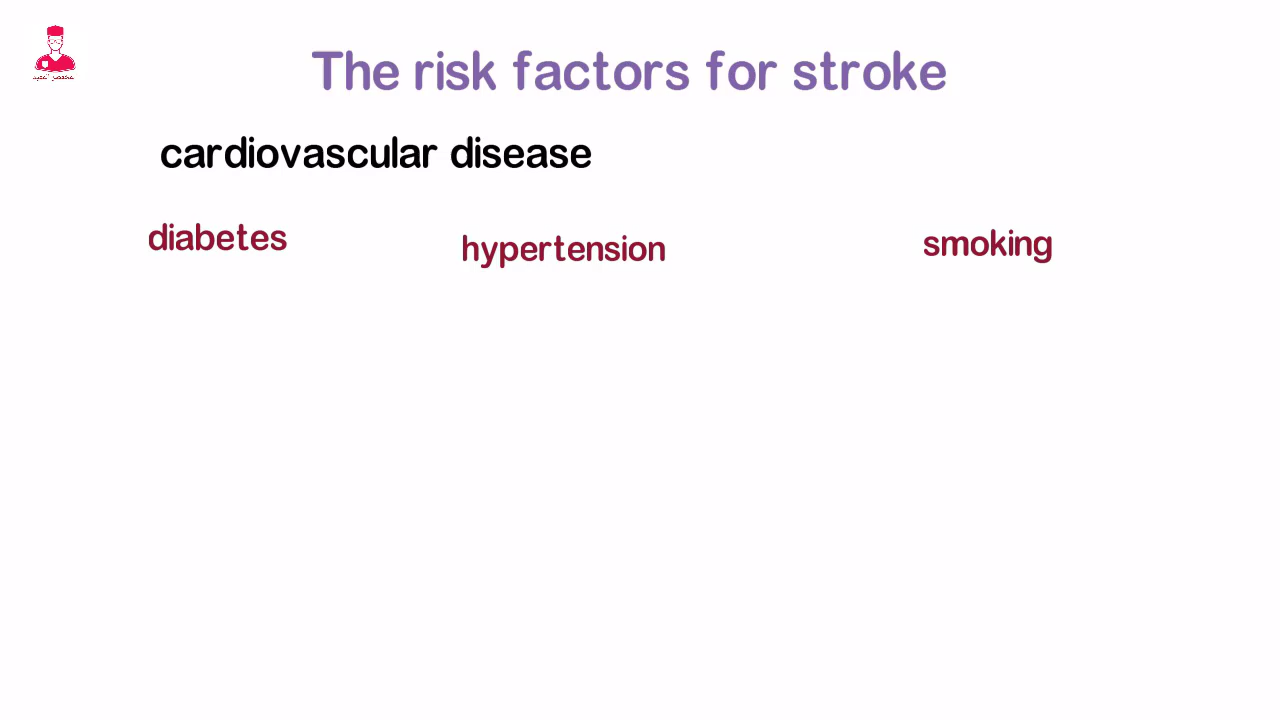 The risk factors for stroke
cardiovascular disease
diabetes
hypertension
smoking